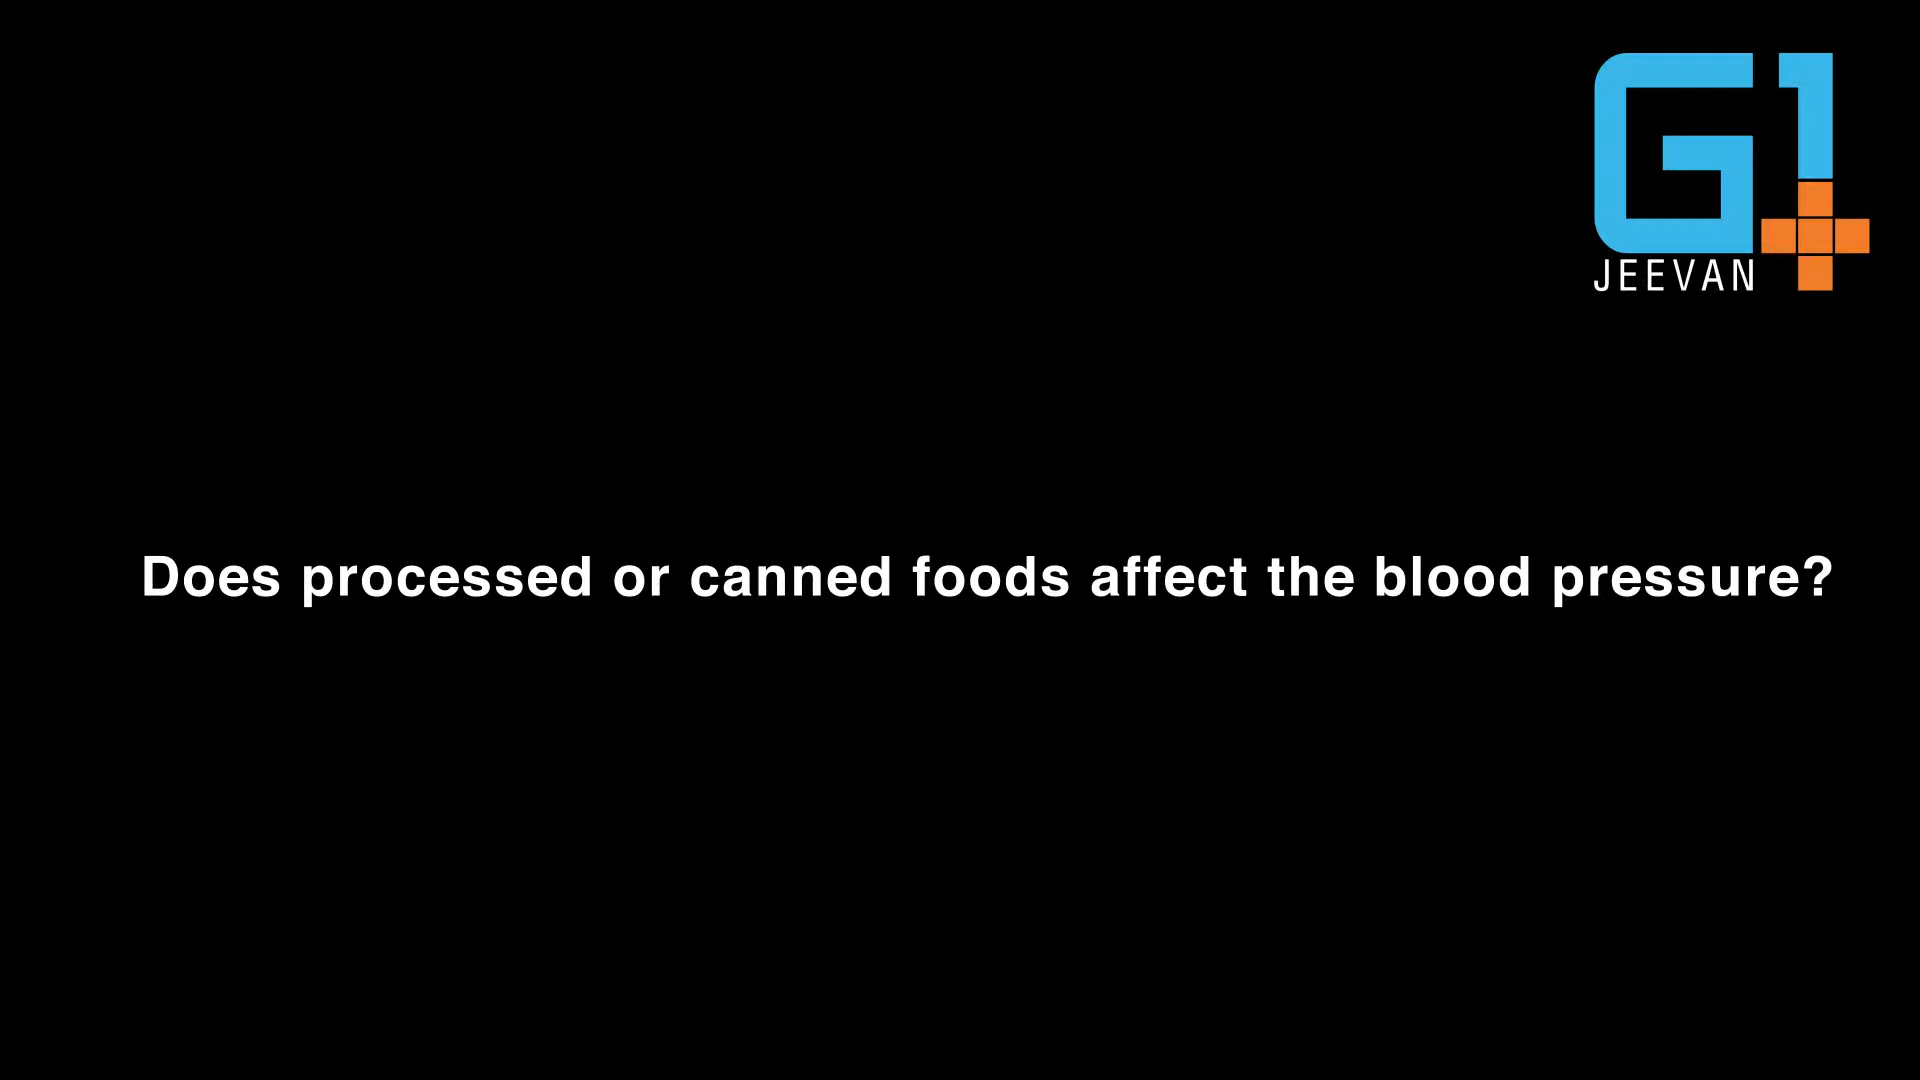 G1
JEEVAN
Does processed or canned foods affect the blood pressure?